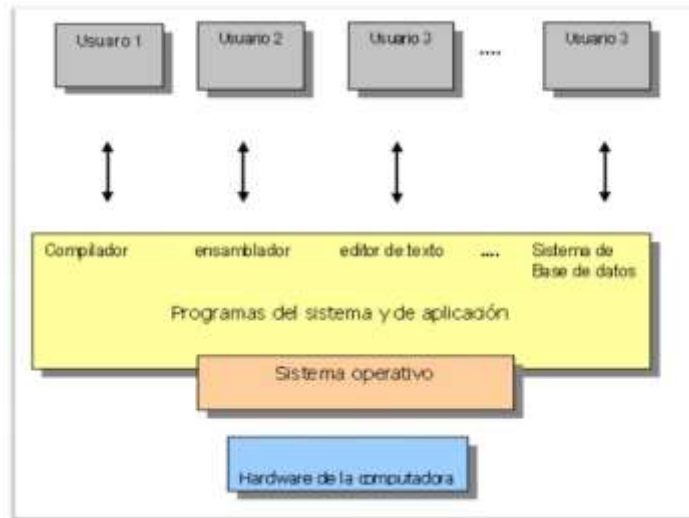 Usuaro 1
Usuario 2
Usuario 3
....
Usuario 3
Compilador
ensamblador
editor de texto
....
Sistema de
Base de datos
Programas del sistema y de aplicación
Sistema operativo
Hardware de la computadora